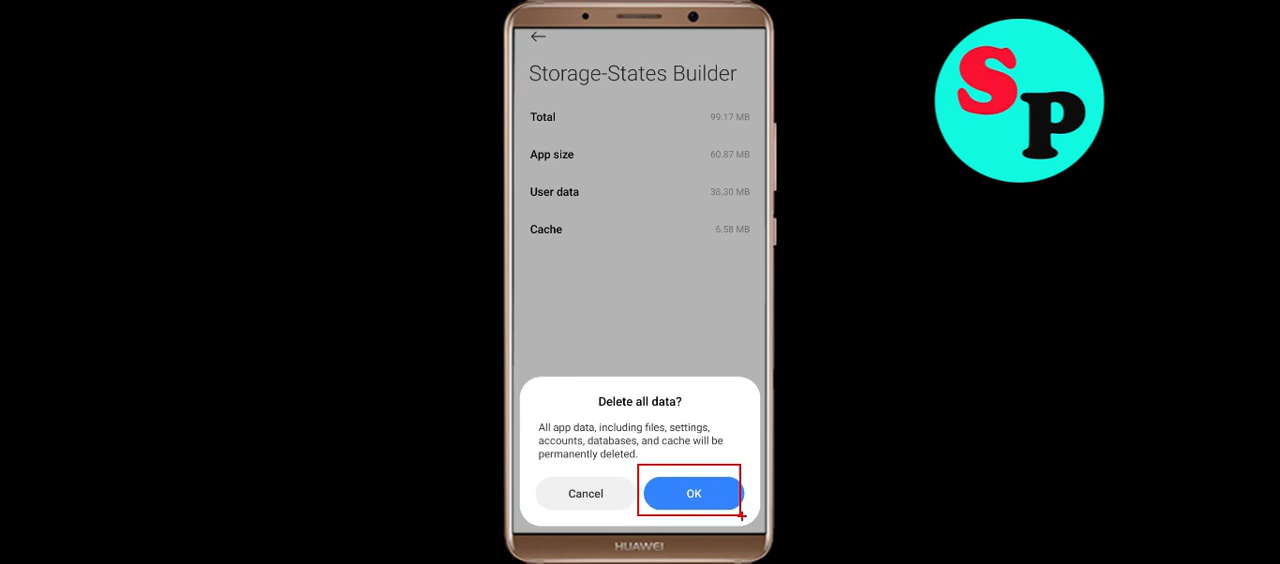 SP
Storage-States Builder
Total 99.17 MB
App size 60.87 MB
User data 38.30 MB
Cache 6.58 MB
Delete all data?
All app data, including files, settings,
accounts, databases, and cache will be
permanently deleted.
Cancel OK
HUAWEI